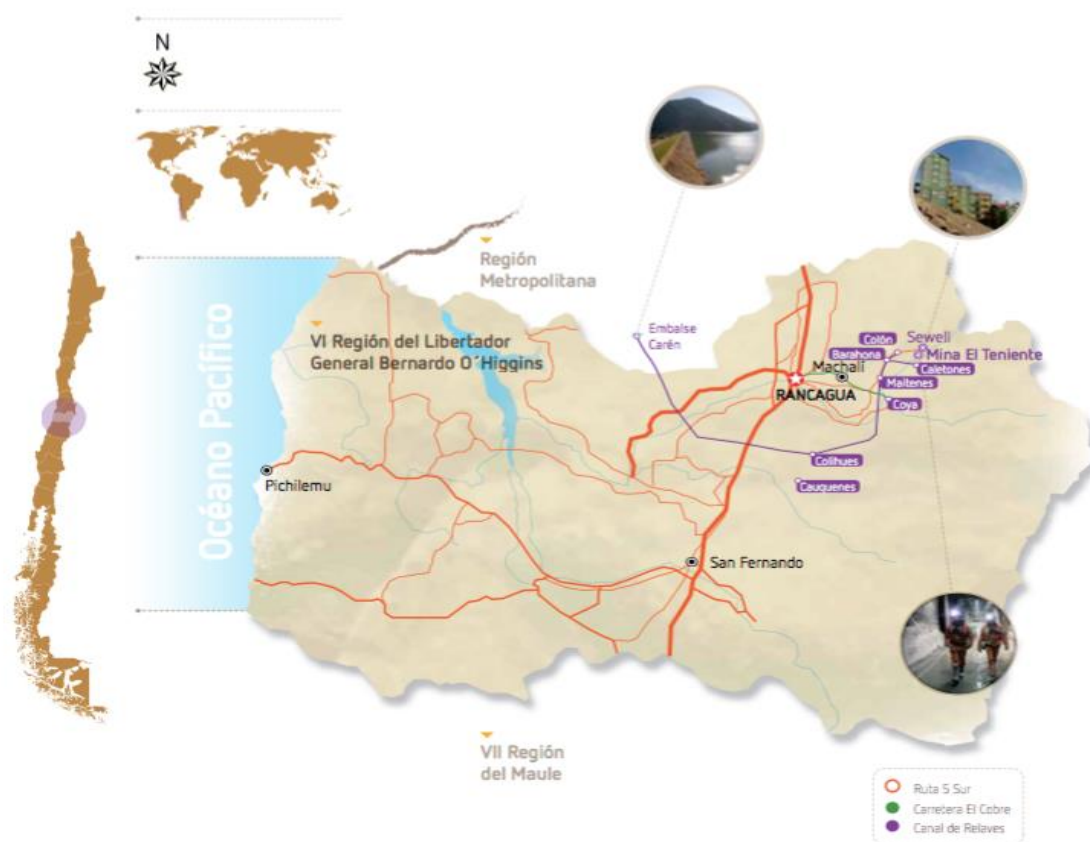 N
Región
Metropolitana
Océano Pacífico
VI Región del Libertador
General Bernardo O´Higgins
Embalse
Carén
Colón
Sewell
Barahona
Mina El Teniente
Machalí
Caletones
RANCAGUA
Maitenes
Coya
Colihues
Pichilemu
Cauquenes
San Fernando
VII Región
del Maule
Ruta 5 Sur
Carretera El Cobre
Canal de Relaves